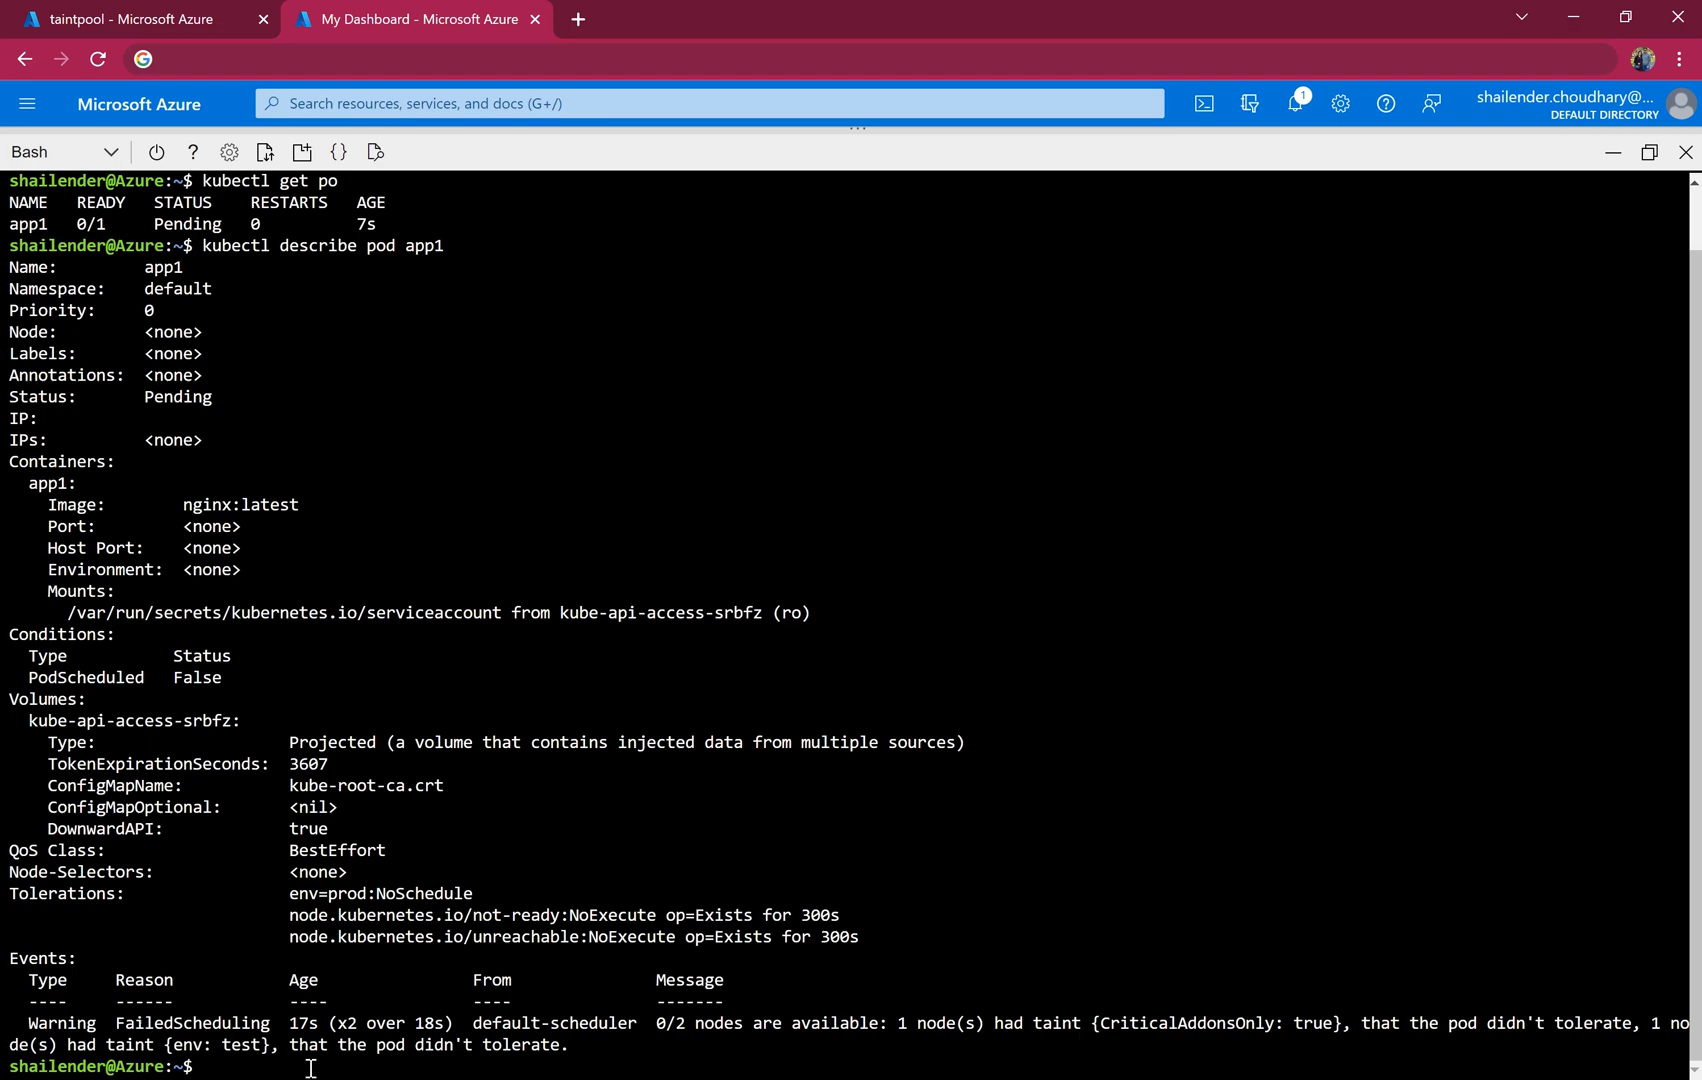 taintpool - Microsoft Azure
My Dashboard - Microsoft Azure
Microsoft Azure
Search resources, services, and docs (G+/)
1
shailender.choudhary@...
DEFAULT DIRECTORY
Bash
shailender@Azure:~$ kubectl get po
NAME READY STATUS RESTARTS AGE
app1 0/1 Pending 0 7s
shailender@Azure:~$ kubectl describe pod app1
Name: app1
Namespace: default
Priority: 0
Node: <none>
Labels: <none>
Annotations: <none>
Status: Pending
IP:
IPs: <none>
Containers:
app1:
Image: nginx:latest
Port: <none>
Host Port: <none>
Environment: <none>
Mounts:
/var/run/secrets/kubernetes.io/serviceaccount from kube-api-access-srbfz (ro)
Conditions:
Type Status
PodScheduled False
Volumes:
kube-api-access-srbfz:
Type: Projected (a volume that contains injected data from multiple sources)
TokenExpirationSeconds: 3607
ConfigMapName: kube-root-ca.crt
ConfigMapOptional: <nil>
DownwardAPI: true
QoS Class: BestEffort
Node-Selectors: <none>
Tolerations: env=prod:NoSchedule
node.kubernetes.io/not-ready:NoExecute op=Exists for 300s
node.kubernetes.io/unreachable:NoExecute op=Exists for 300s
Events:
Type Reason Age From Message
---- ------ ---- ---- -------
Warning FailedScheduling 17s (x2 over 18s) default-scheduler 0/2 nodes are available: 1 node(s) had taint {CriticalAddonsOnly: true}, that the pod didn't tolerate, 1 no
de(s) had taint {env: test}, that the pod didn't tolerate.
shailender@Azure:~$